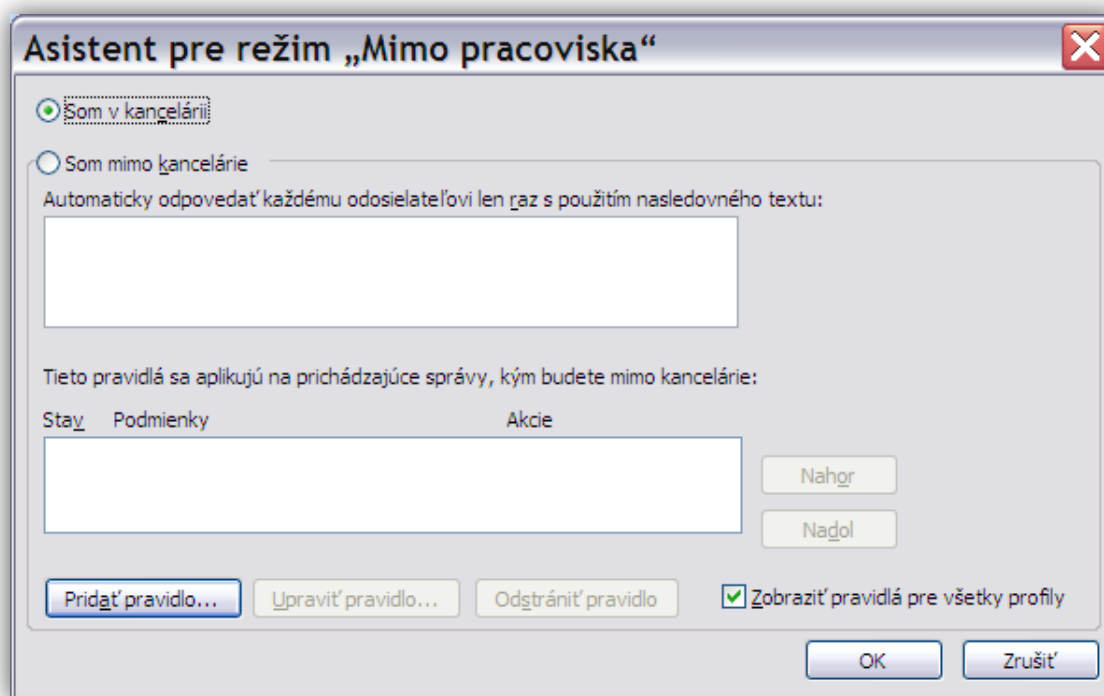 Asistent pre režim „Mimo pracoviska“
Som v kancelárii
Som mimo kancelárie
Automaticky odpovedať každému odosielateľovi len raz s použitím nasledovného textu:
Tieto pravidlá sa aplikujú na prichádzajúce správy, kým budete mimo kancelárie:
Stav Podmienky Akcie
Nahor
Nadol
Pridať pravidlo... Upraviť pravidlo... Odstrániť pravidlo Zobraziť pravidlá pre všetky profily
OK Zrušiť